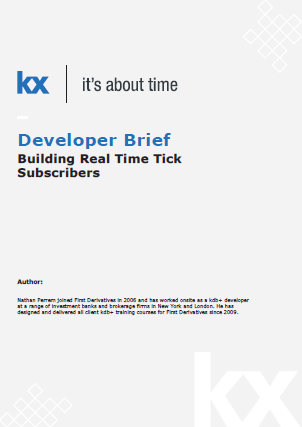 kx it's about time
Developer Brief
Building Real Time Tick
Subscribers
Author:
Nathan Perrem joined First Derivatives in 2006 and has worked onsite as a kdb+ developer
at a range of investment banks and brokerage firms in New York and London. He has
designed and delivered all client kdb+ training courses for First Derivatives since 2009.
kx